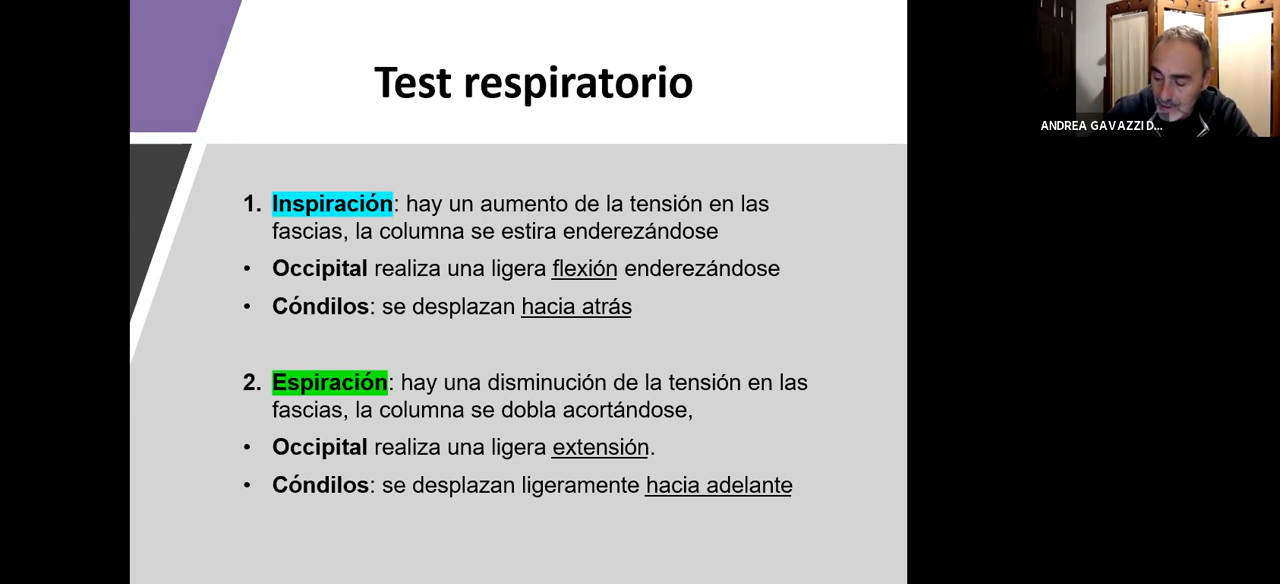 Test respiratorio
ANDREA GAVAZZI D...
1. Inspiración: hay un aumento de la tensión en las
fascias, la columna se estira enderezándose
• Occipital realiza una ligera flexión enderezándose
• Cóndilos: se desplazan hacia atrás
2. Espiración: hay una disminución de la tensión en las
fascias, la columna se dobla acortándose,
• Occipital realiza una ligera extensión.
• Cóndilos: se desplazan ligeramente hacia adelante